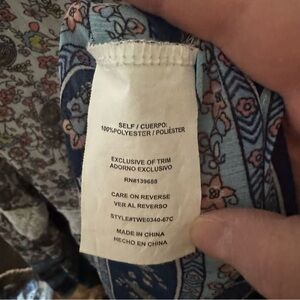 SELF / CUERPO:
100%POLYESTER / POLIÉSTER
EXCLUSIVE OF TRIM
ADORNO EXCLUSIVO
RN#139688
CARE ON REVERSE
VER AL REVERSO
STYLE#TWE0340-67C
MADE IN CHINA
HECHO EN CHINA